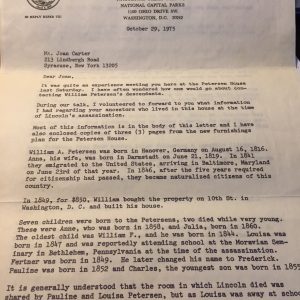 NATIONAL CAPITAL PARKS
1100 OHIO DRIVE SW.
WASHINGTON, D.C. 20242
IN REPLY REFER TO:
October 29, 1975
Ms. Joan Carter
213 Lindbergh Road
Syracuse, New York 13205
Dear Joan,
It was quite an experience meeting you here at the Petersen House
last Saturday. I have often wondered how one would go about con-
tacting William Petersen's descendants.
During our talk, I volunteered to forward to you what information
I had regarding your ancestors who lived in this house at the time
of Lincoln's assassination.
Most of this information is in the body of this letter and I have
also enclosed copies of three (3) pages from the new furnishings
plan for the Petersen House.
William A. Petersen was born in Hanover, Germany on August 16, 1816.
Anna, his wife, was born in Darmstadt on June 21, 1819. In 1841
they emigrated to the United States, arriving in Baltimore, Maryland
on June 23rd of that year. In 1846, after the five years required
for citizenship had passed, they became naturalized citizens of this
country.
In 1849, for $850, William bought the property on 10th St. in
Washington, D. C. and built his house.
Seven children were born to the Petersens, two died while very young.
These were Anne, who was born in 1858, and Julia, born in 1860.
The oldest child was William F., and he was born in 1844. Louisa was
born in 1847 and was reportedly attending school at the Moravian Sem-
inary in Bethlehem, Pennsylvania at the time of the assassination.
Ferdinar was born in 1849. He later changed his name to Frederick.
Pauline was born in 1852 and Charles, the youngest son was born in 1855
It is generally understood that the room in which Lincoln died was
shared by Pauline and Louisa Petersen, but as Louisa was away at school